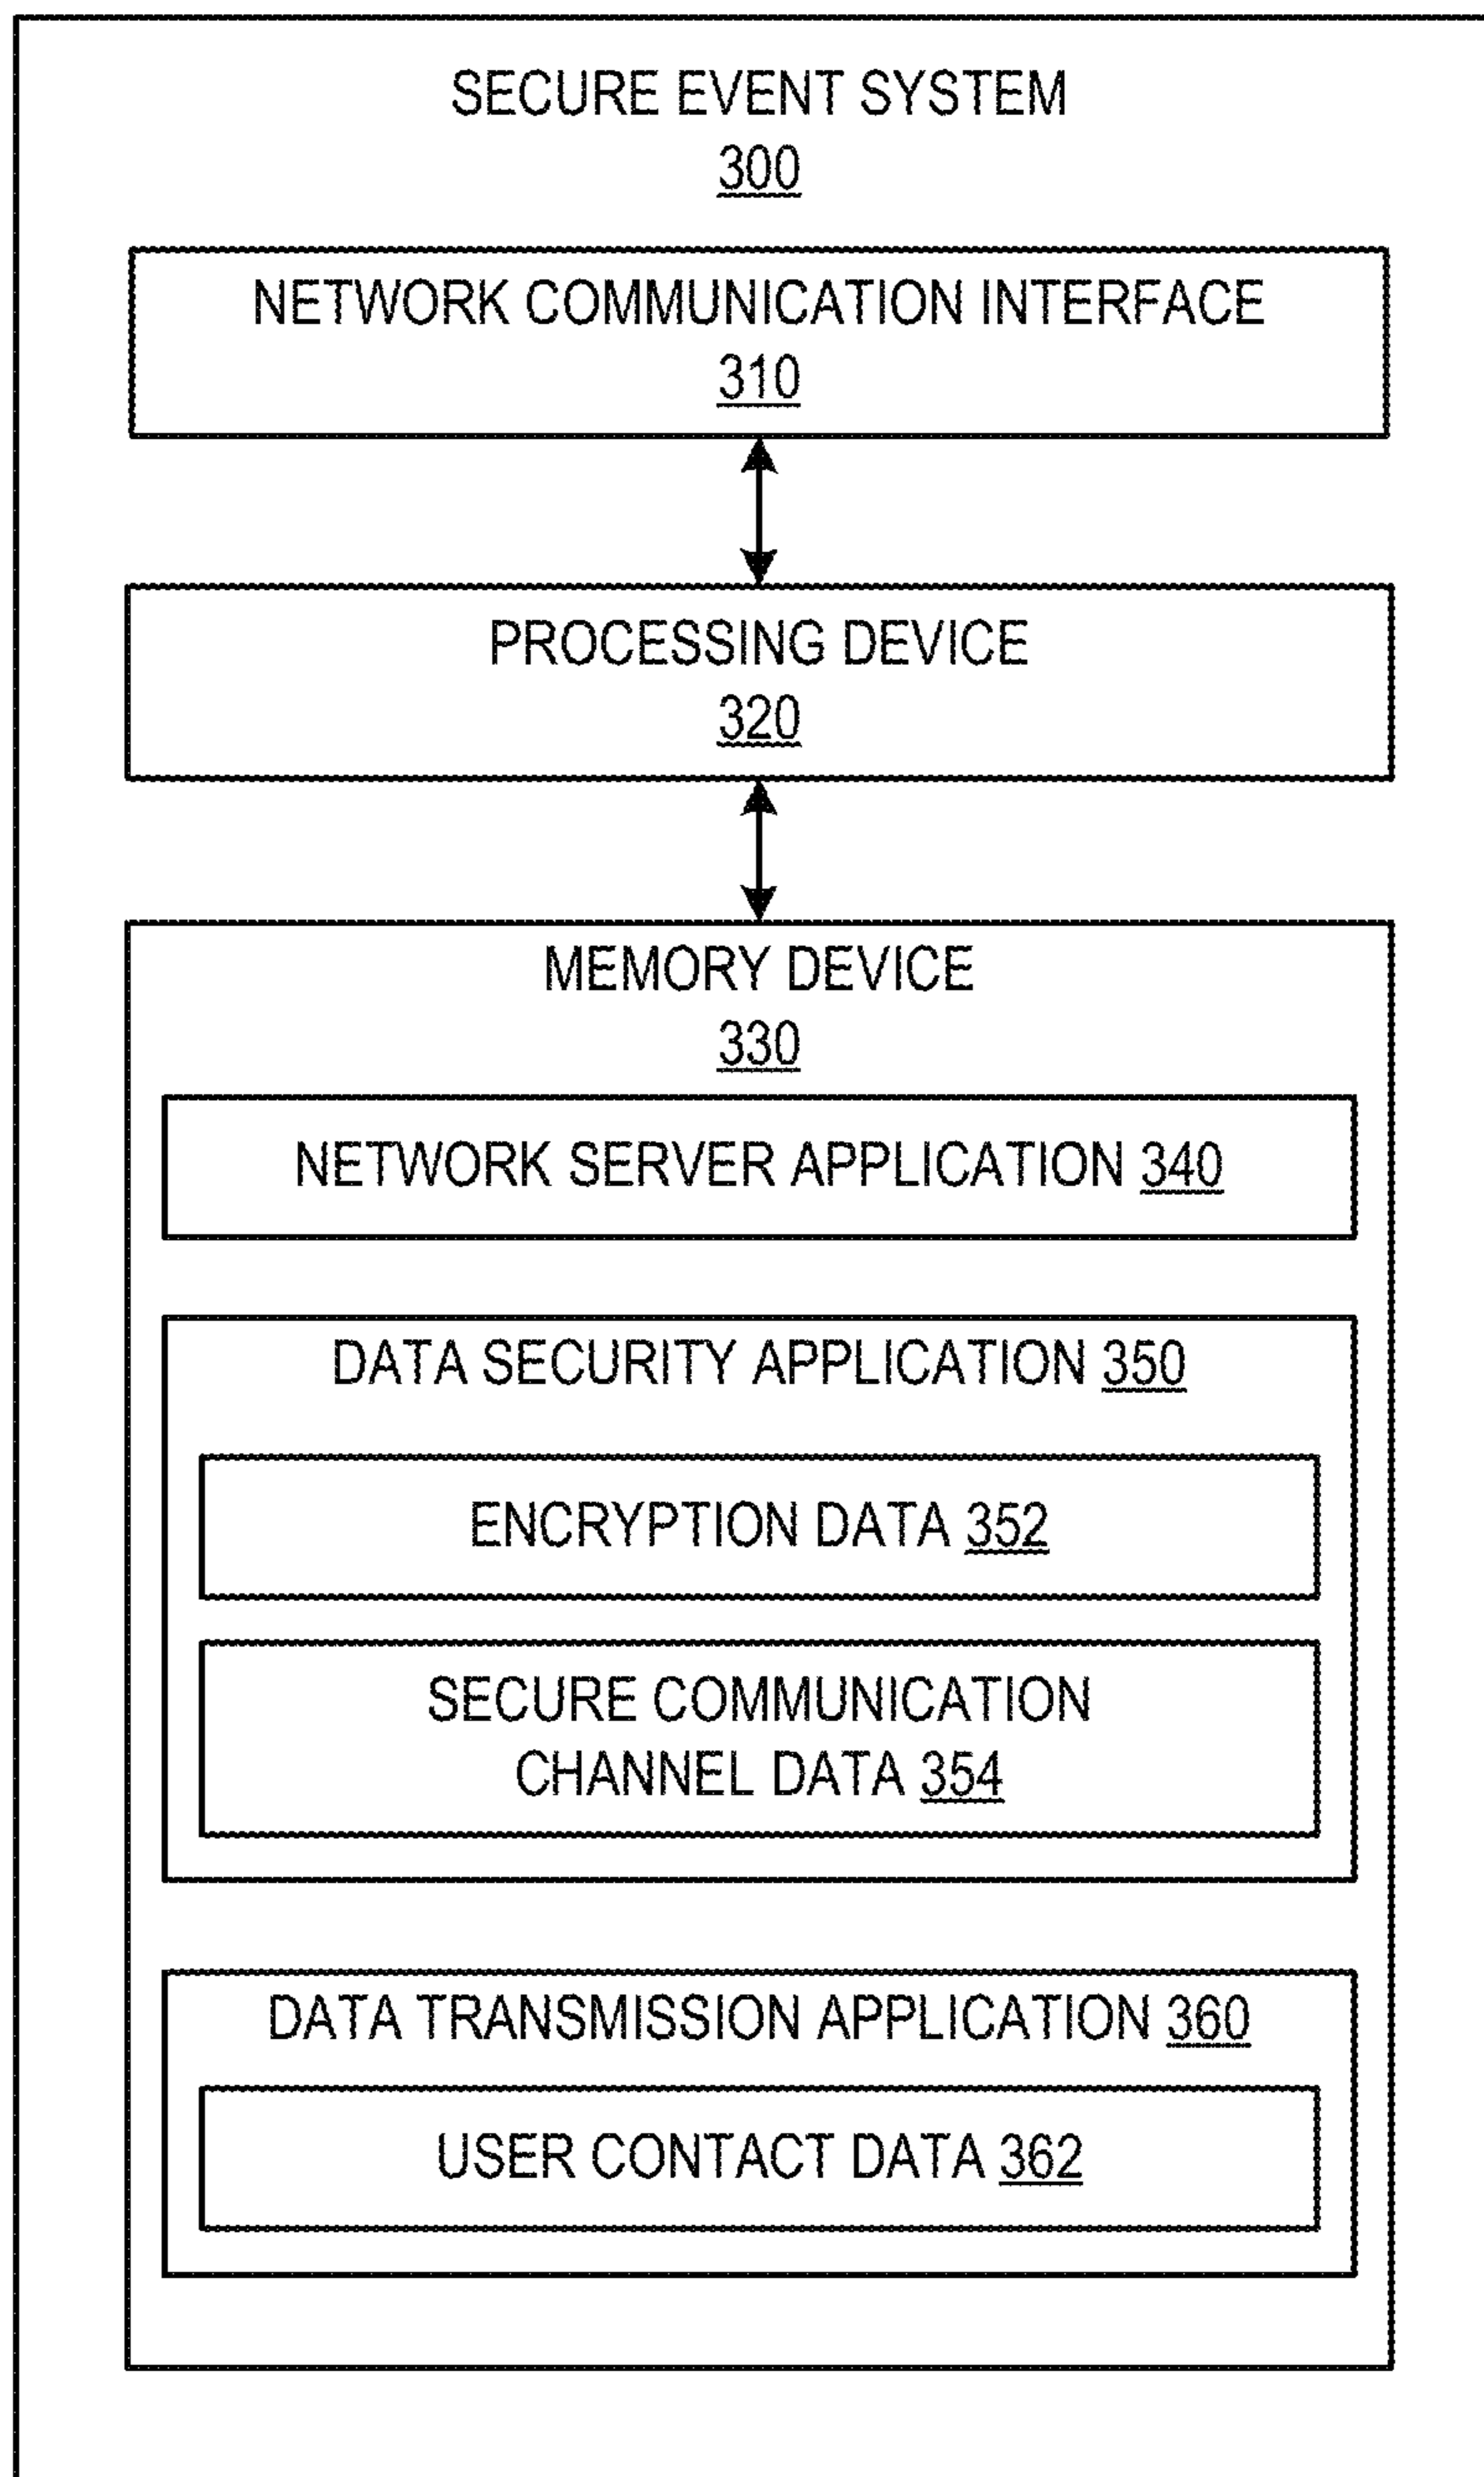 SECURE EVENT SYSTEM
300
NETWORK COMMUNICATION INTERFACE
310
PROCESSING DEVICE
320
MEMORY DEVICE
330
NETWORK SERVER APPLICATION 340
DATA SECURITY APPLICATION 350
ENCRYPTION DATA 352
SECURE COMMUNICATION
CHANNEL DATA 354
DATA TRANSMISSION APPLICATION 360
USER CONTACT DATA 362